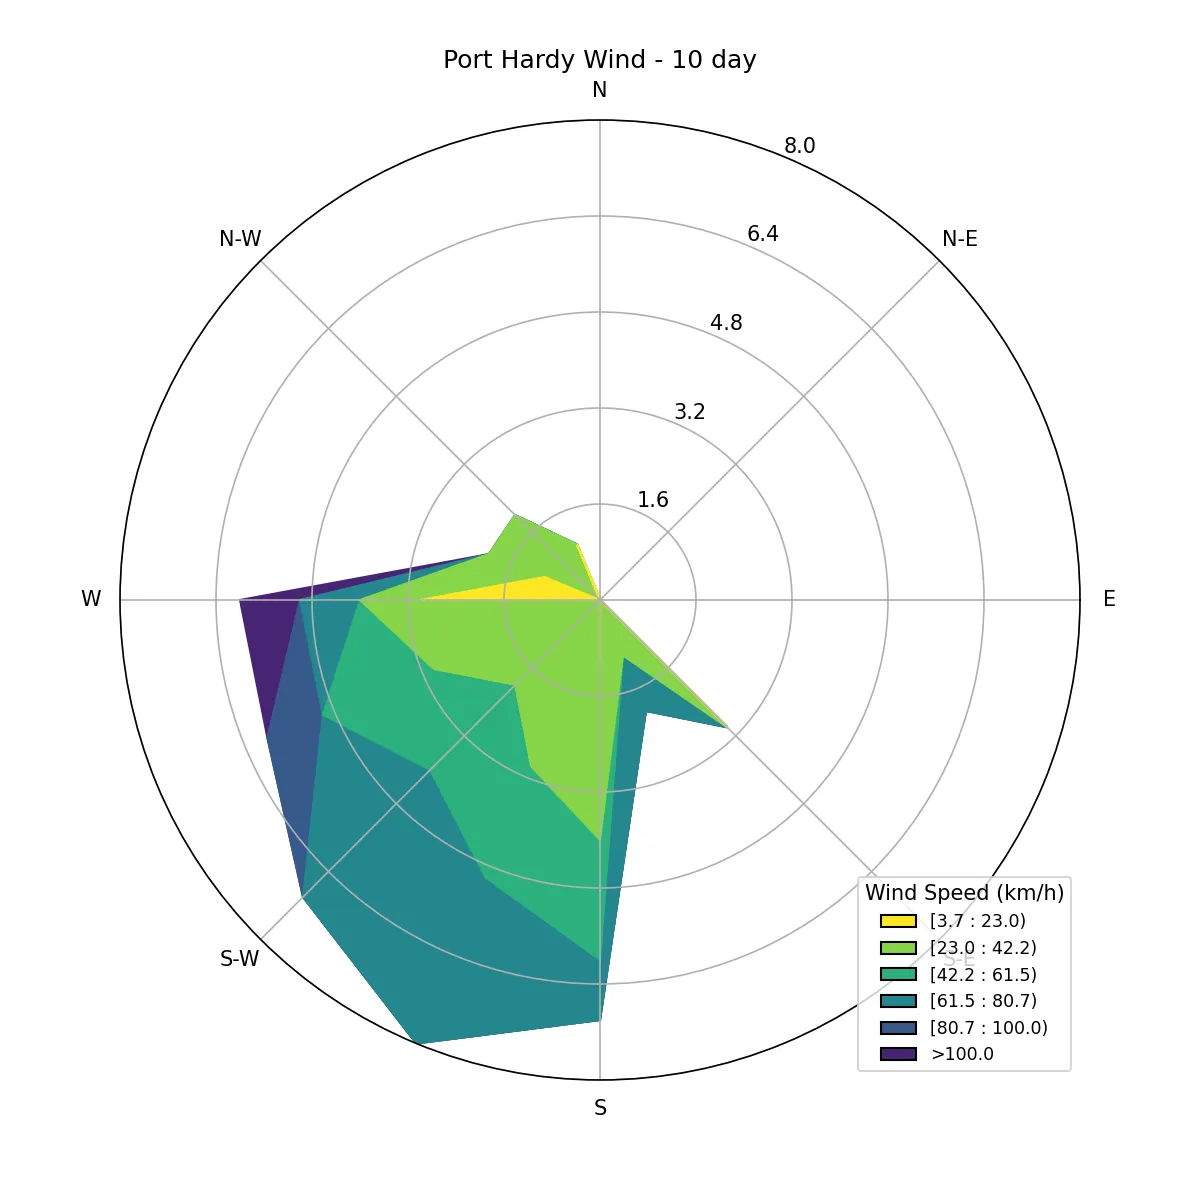 Port Hardy Wind - 10 day
N
8.0
N-W
6.4
N-E
4.8
3.2
1.6
W
E
Wind Speed (km/h)
[3.7 : 23.0)
[23.0 : 42.2)
S-W
S-E
[42.2 : 61.5)
[61.5 : 80.7)
[80.7 : 100.0)
>100.0
S